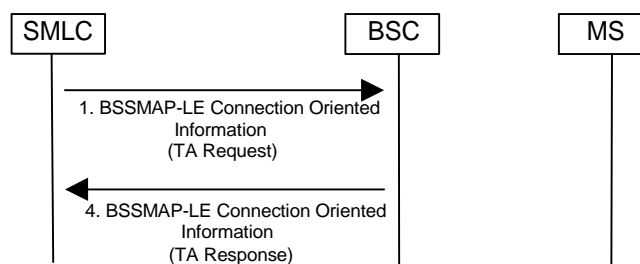 SMLC
BSC
MS
1. BSSMAP-LE Connection Oriented
Information
(TA Request)
4. BSSMAP-LE Connection Oriented
Information
(TA Response)